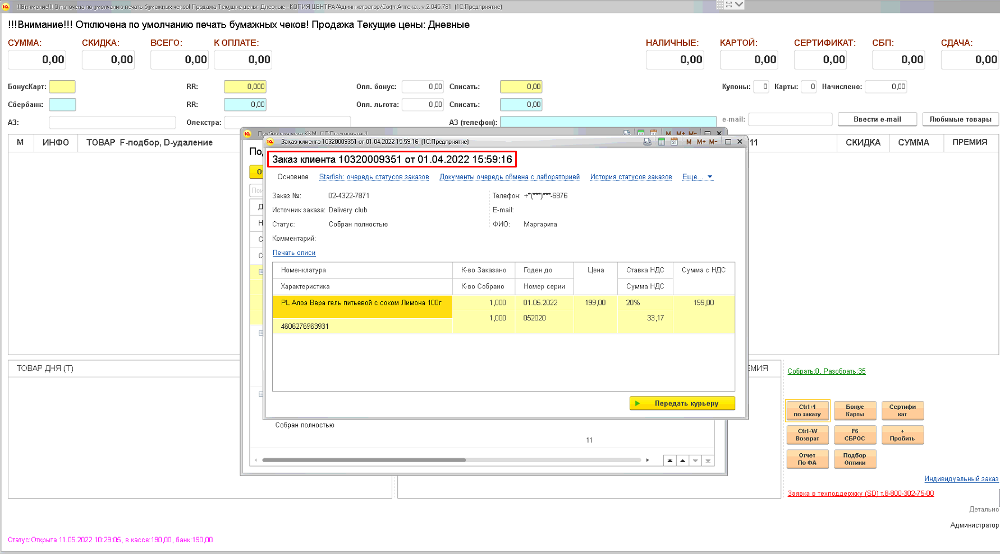 !!!Внимание!!! Отключена по умолчанию печать бумажных чеков! Продажа Текущие цены: Дневные - КОПИЯ ЦЕНТРА/Администратор/Софт-Аптека:, v.2.045.781 (1С:Предприятие)
!!!Внимание!!! Отключена по умолчанию печать бумажных чеков! Продажа Текущие цены: Дневные
СУММА: СКИДКА: ВСЕГО: К ОПЛАТЕ: НАЛИЧНЫЕ: КАРТОЙ: СЕРТИФИКАТ: СБП: СДАЧА:
0,00 0,00 0,00 0,00 0,00 0,00 0,00 0,00 0,00
БонусКарт: RR: 0,000 Опл. бонус: 0,00 Списать: 0,00 Купоны: 0 Карты: 0 Начислено: 0,00
Сбербанк: RR: 0,00 Опл. льгота: 0,00 Списать: 0,00
АЗ: Олекстра: АЗ (телефон): e-mail: Ввести e-mail Любимые товары
М ИНФО ТОВАР F-подбор, D-удаление 11 СКИДКА СУММА ПРЕМИЯ
Подбор для чека ККМ (1С:Предприятие) M M+ M-
Заказ клиента 10320009351 от 01.04.2022 15:59:16 (1С:Предприятие) 31 M M+ M-
Заказ клиента 10320009351 от 01.04.2022 15:59:16
Основное Starfish: очередь статусов заказов Документы очередь обмена с лабораторией История статусов заказов Еще...
Заказ №: 02-4322-7871 Телефон: +*(***)***-6876
Источник заказа: Delivery club E-mail:
Статус: Собран полностью ФИО: Маргарита
Комментарий:
Печать описи
Номенклатура К-во Заказано Годен до Цена Ставка НДС Сумма с НДС
Характеристика К-во Собрано Номер серии Сумма НДС
PL Алоэ Вера гель питьевой с соком Лимона 100г 1,000 01.05.2022 199,00 20% 199,00
1,000 052020 33,17
4606276963931
Передать курьеру
Собран полностью
11
ТОВАР ДНЯ (Т) ЕМИЯ
Собрать:0, Разобрать:35
Ctrl+1 по заказу
Бонус Карты
Сертифи кат
Ctrl+W Возврат
F6 СБРОС
+ Пробить
Отчет По ФА
Подбор Оптики
Индивидуальный заказ
Заявка в техподдержку (SD) т.8-800-302-75-00
Детально
Администратор
Статус:Открыта 11.05.2022 10:29:05, в кассе:190,00, банк:190,00